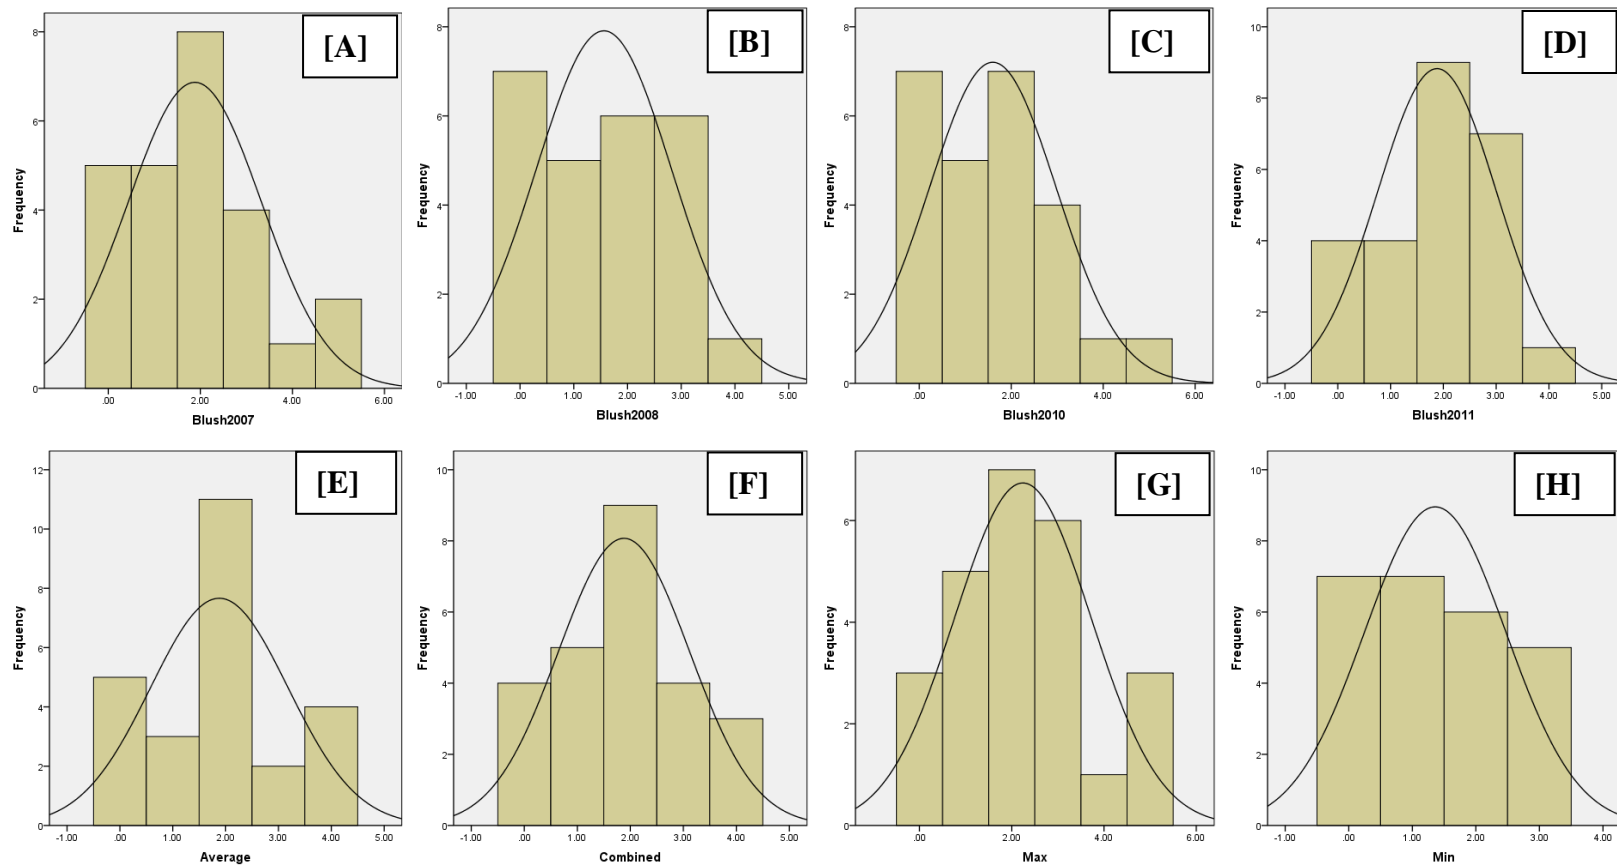 [A]
8
6
4
2
0
Frequency
.00 2.00 4.00 6.00
Blush2007
[B]
8
6
4
2
0
Frequency
-1.00 .00 1.00 2.00 3.00 4.00 5.00
Blush2008
[C]
8
6
4
2
0
Frequency
.00 2.00 4.00 6.00
Blush2010
[D]
10
8
6
4
2
0
Frequency
-1.00 .00 1.00 2.00 3.00 4.00 5.00
Blush2011
[E]
12
10
8
6
4
2
0
Frequency
-1.00 .00 1.00 2.00 3.00 4.00 5.00
Average
[F]
10
8
6
4
2
0
Frequency
-1.00 .00 1.00 2.00 3.00 4.00 5.00
Combined
[G]
6
4
2
0
Frequency
.00 2.00 4.00 6.00
Max
[H]
10
8
6
4
2
0
Frequency
-1.00 .00 1.00 2.00 3.00 4.00
Min